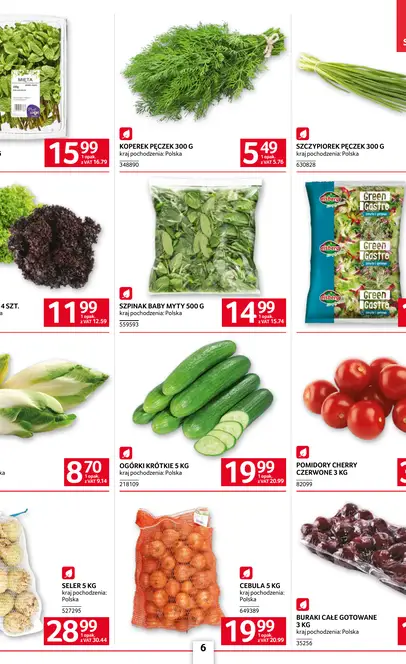 MIĘTA
15.99
1 opak.
z VAT 16.79
KOPEREK PĘCZEK 300 G
kraj pochodzenia: Polska
348890
5.49
1 opak.
z VAT 5.76
SZCZYPIOREK PĘCZEK 300 G
kraj pochodzenia: Polska
630828
4 SZT.
11.99
1 opak.
z VAT 12.59
SZPINAK BABY MYTY 500 G
kraj pochodzenia: Polska
559593
14.99
1 opak.
z VAT 15.74
eisberg
Green
Gastro
Green
Gastro
Green
Gastro
8.70
1 opak.
z VAT 9.14
OGÓRKI KRÓTKIE 5 KG
kraj pochodzenia: Polska
218109
19.99
1 opak.
z VAT 20.99
POMIDORY CHERRY
CZERWONE 3 KG
82099
SELER 5 KG
kraj pochodzenia:
Polska
527295
28.99
1 opak.
z VAT 30.44
CEBULA 5 KG
kraj pochodzenia:
Polska
649389
19.99
1 opak.
z VAT 20.99
BURAKI CAŁE GOTOWANE
3 KG
kraj pochodzenia: Polska
35256
6